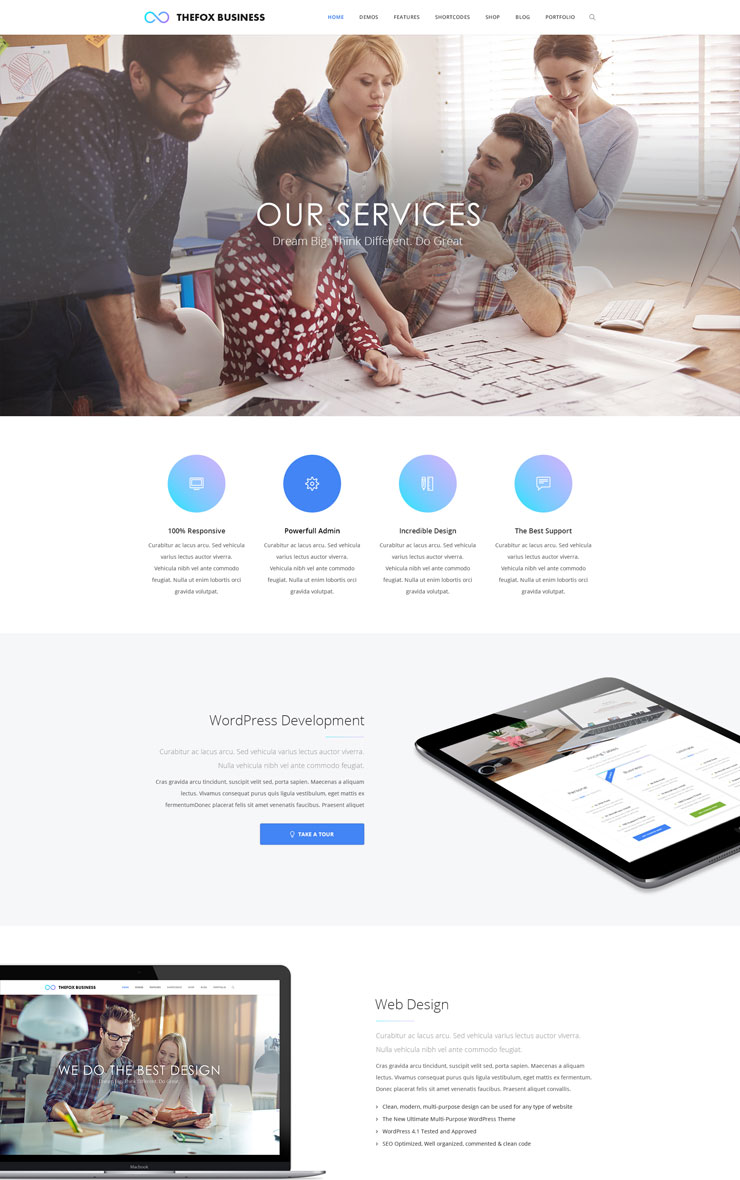 THEFOX BUSINESS
HOME DEMOS FEATURES SHORTCODES SHOP BLOG PORTFOLIO
OUR SERVICES
Dream Big. Think Different. Do Great
100% Responsive
Curabitur ac lacus arcu. Sed vehicula
varius lectus auctor viverra.
Vehicula nibh vel ante commodo
feugiat. Nulla ut enim lobortis orci
gravida volutpat.
Powerfull Admin
Curabitur ac lacus arcu. Sed vehicula
varius lectus auctor viverra.
Vehicula nibh vel ante commodo
feugiat. Nulla ut enim lobortis orci
gravida volutpat.
Incredible Design
Curabitur ac lacus arcu. Sed vehicula
varius lectus auctor viverra.
Vehicula nibh vel ante commodo
feugiat. Nulla ut enim lobortis orci
gravida volutpat.
The Best Support
Curabitur ac lacus arcu. Sed vehicula
varius lectus auctor viverra.
Vehicula nibh vel ante commodo
feugiat. Nulla ut enim lobortis orci
gravida volutpat.
WordPress Development
Curabitur ac lacus arcu. Sed vehicula varius lectus auctor viverra.
Nulla vehicula nibh vel ante commodo feugiat.
Cras gravida arcu tincidunt, suscipit velit sed, porta sapien. Maecenas a aliquam
lectus. Vivamus consequat purus quis ligula vestibulum, eget mattis ex
fermentumDonec placerat felis sit amet venenatis faucibus. Praesent aliquet
TAKE A TOUR
THEFOX BUSINESS
WE DO THE BEST DESIGN
Dream Big. Think Different. Do Great
Macbook
Web Design
Curabitur ac lacus arcu. Sed vehicula varius lectus auctor viverra.
Nulla vehicula nibh vel ante commodo feugiat.
Cras gravida arcu tincidunt, suscipit velit sed, porta sapien. Maecenas a aliquam
lectus. Vivamus consequat purus quis ligula vestibulum, eget mattis ex fermentum.
Donec placerat felis sit amet venenatis faucibus. Praesent aliquet convallis.
Clean, modern, multi-purpose design can be used for any type of website
The New Ultimate Multi-Purpose WordPress Theme
WordPress 4.1 Tested and Approved
SEO Optimized, Well organized, commented & clean code